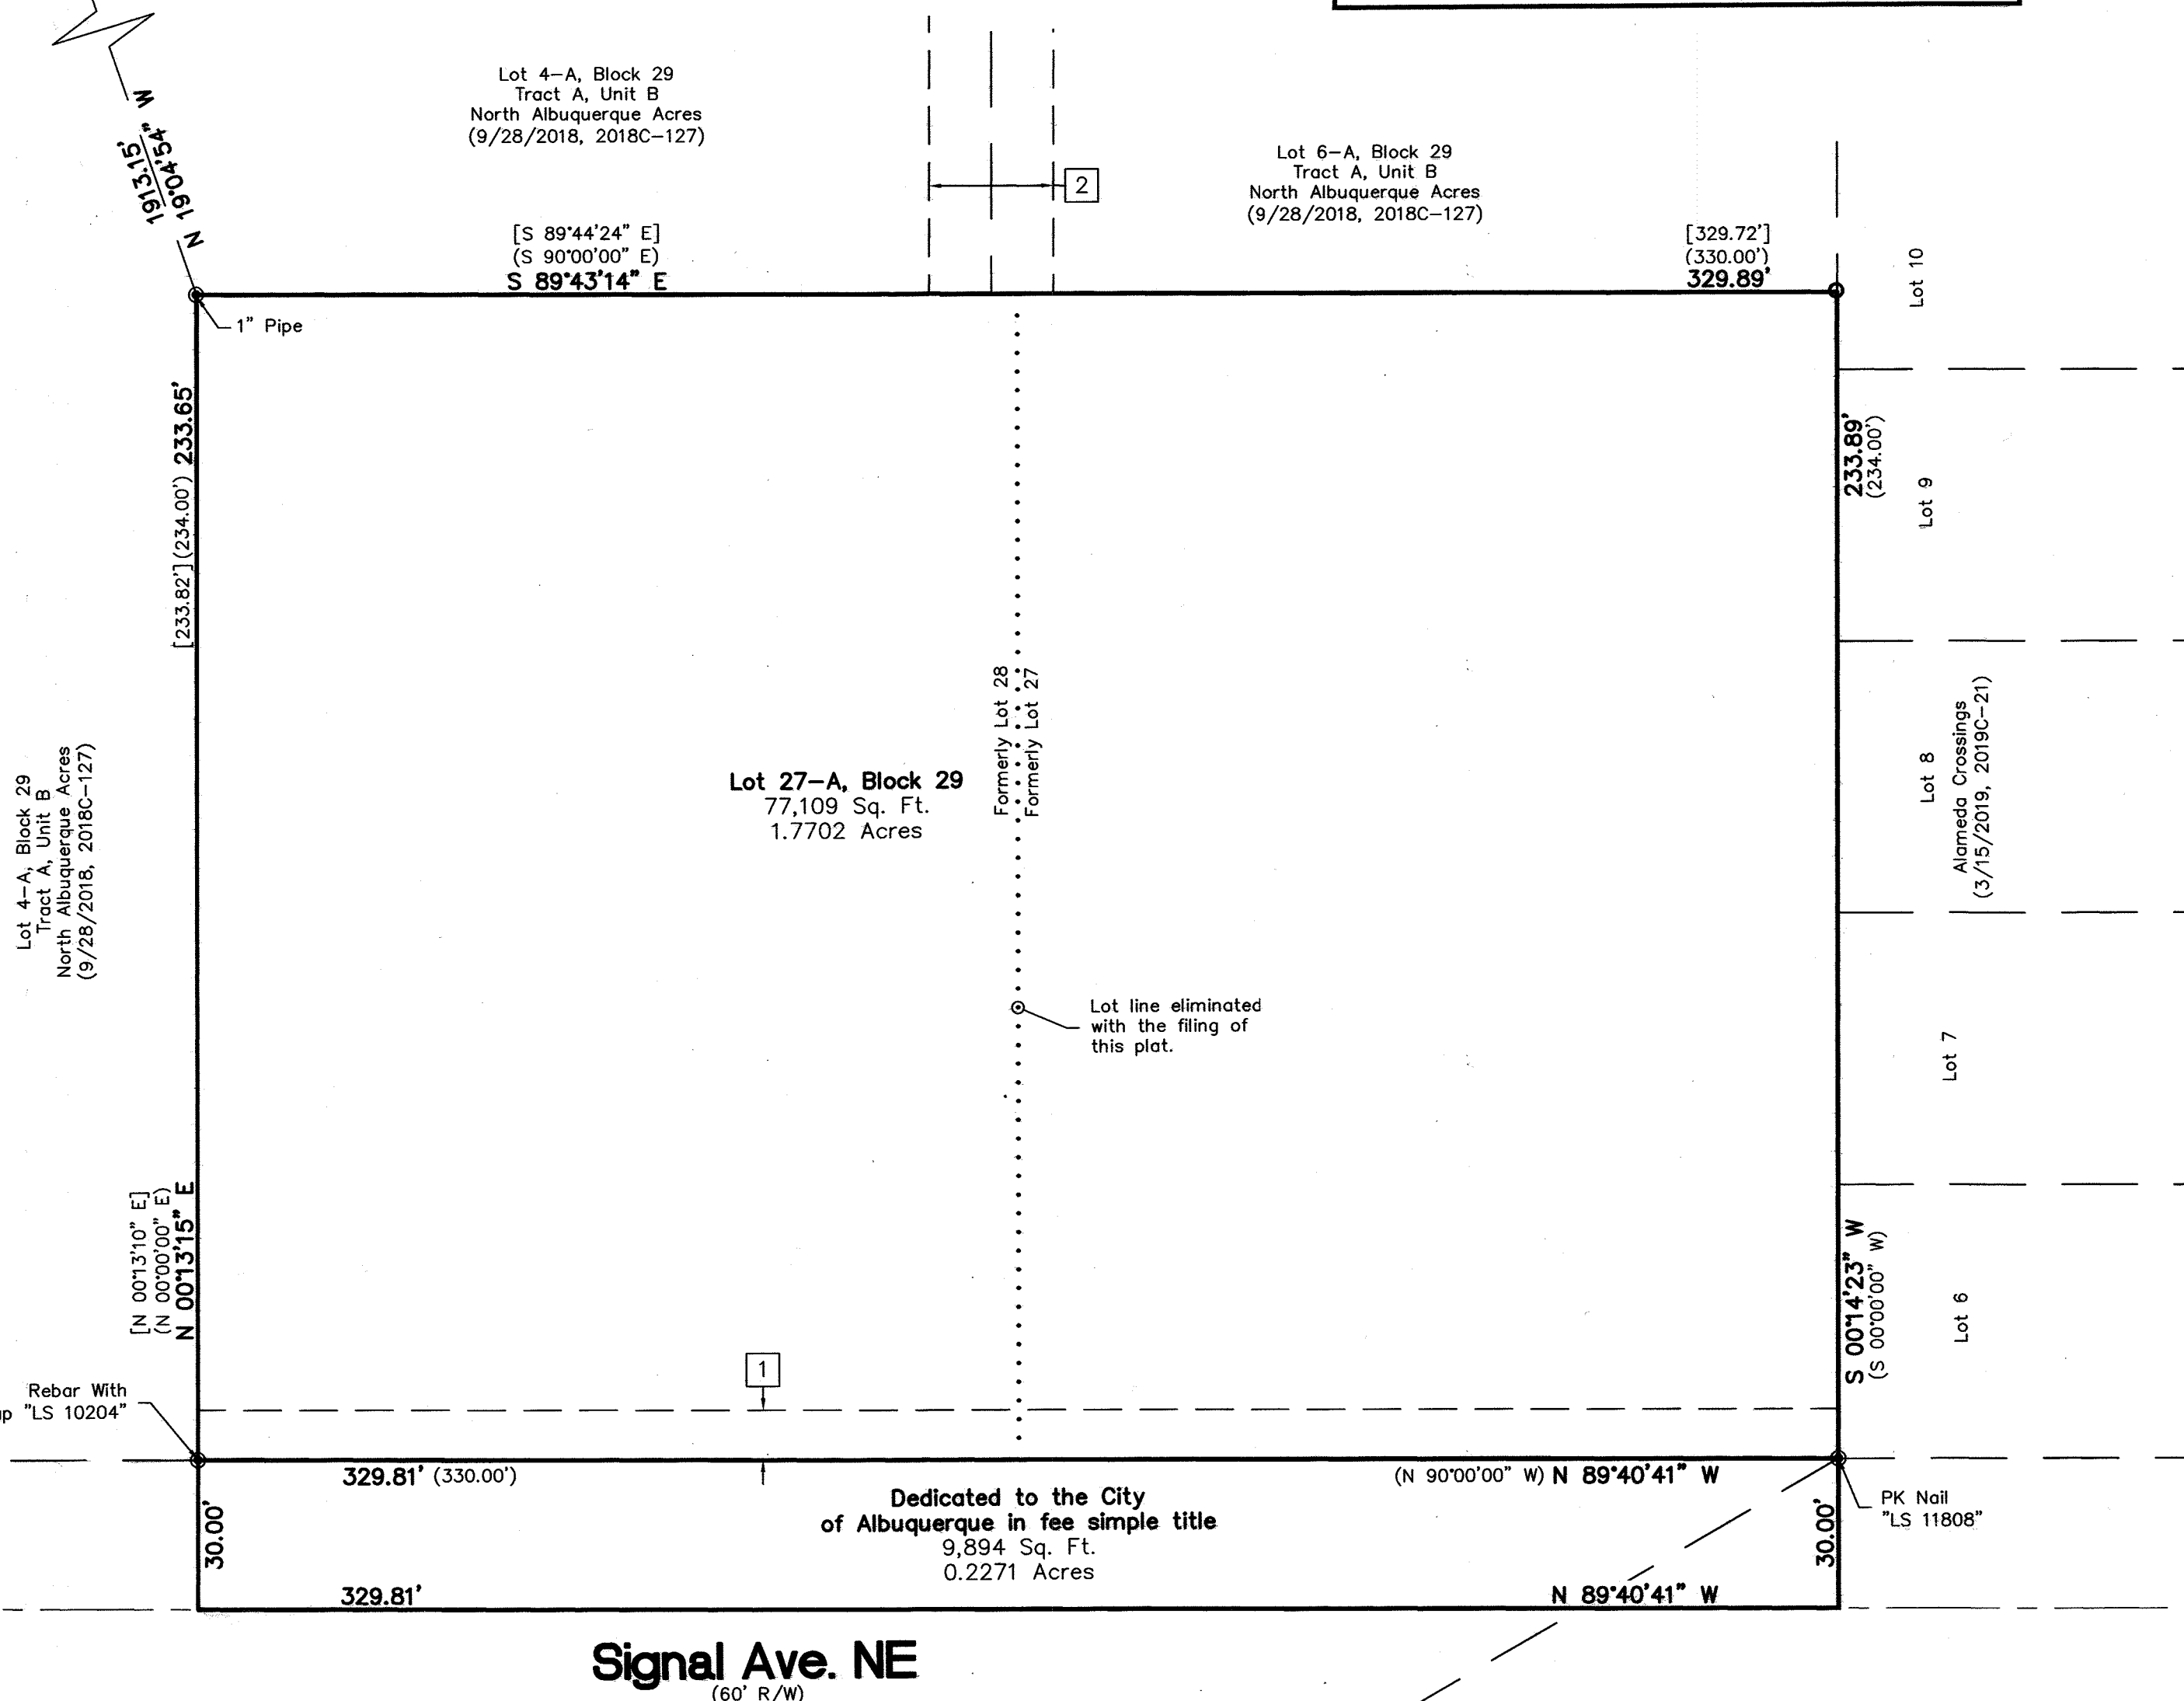 Lot 4-A, Block 29
Tract A, Unit B
North Albuquerque Acres
(9/28/2018, 2018C-127)
N 19°04'54" W
1913.15'
2
Lot 6-A, Block 29
Tract A, Unit B
North Albuquerque Acres
(9/28/2018, 2018C-127)
[S 89°44'24" E]
(S 90°00'00" E)
S 89°43'14" E
[329.72']
(330.00')
329.89'
Lot 10
1" Pipe
[233.82'] (234.00') 233.65'
233.89'
(234.00')
Lot 9
Formerly Lot 28
Formerly Lot 27
Lot 27-A, Block 29
77,109 Sq. Ft.
1.7702 Acres
Lot 8
Alameda Crossings
(3/15/2019, 2019C-21)
Lot 4-A, Block 29
Tract A, Unit B
North Albuquerque Acres
(9/28/2018, 2018C-127)
Lot line eliminated
with the filing of
this plat.
Lot 7
[N 00°13'10" E]
(N 00°00'00" E)
N 00°13'15" E
S 00°14'23" W
(S 00°00'00" W)
Lot 6
1
Rebar With
"LS 10204"
329.81' (330.00')
(N 90°00'00" W) N 89°40'41" W
Dedicated to the City
of Albuquerque in fee simple title
9,894 Sq. Ft.
0.2271 Acres
30.00'
30.00'
PK Nail
"LS 11808"
329.81'
N 89°40'41" W
Signal Ave. NE
(60' R/W)